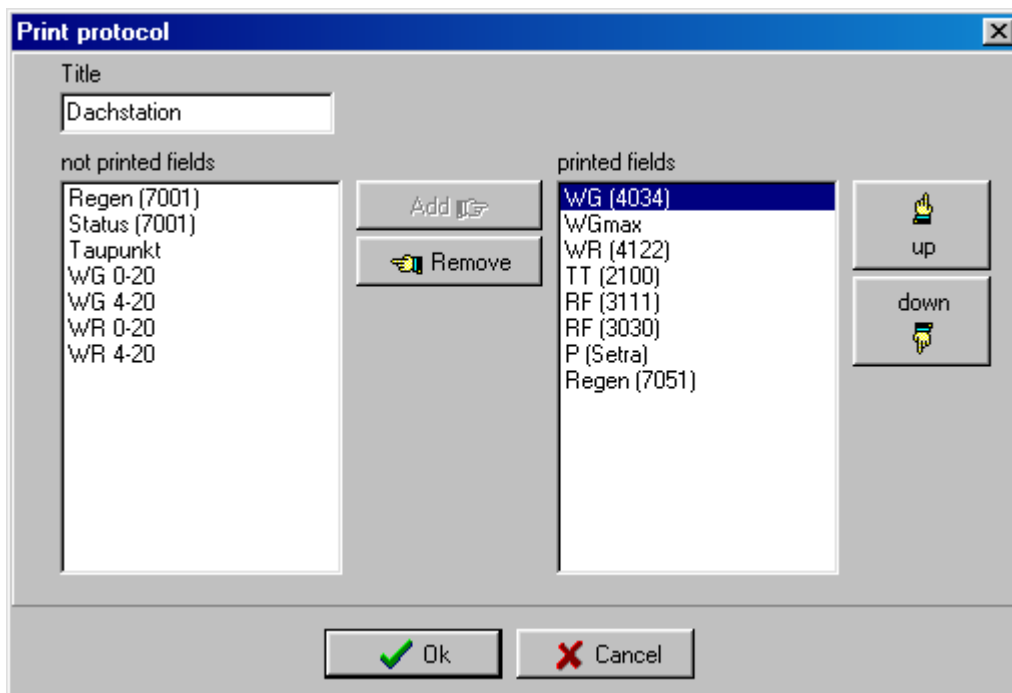 Print protocol
Title
Dachstation
not printed fields
Regen (7001)
Status (7001)
Taupunkt
WG 0-20
WG 4-20
WR 0-20
WR 4-20
Add
Remove
printed fields
WG (4034)
WGmax
WR (4122)
TT (2100)
RF (3111)
RF (3030)
P (Setra)
Regen (7051)
up
down
Ok
Cancel